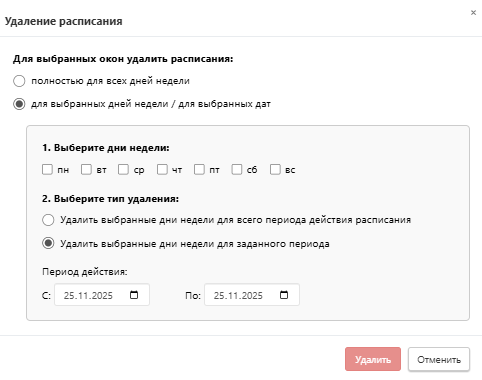 Удаление расписания
×
Для выбранных окон удалить расписания:
полностью для всех дней недели
для выбранных дней недели / для выбранных дат
1. Выберите дни недели:
пн вт ср чт пт сб вс
2. Выберите тип удаления:
Удалить выбранные дни недели для всего периода действия расписания
Удалить выбранные дни недели для заданного периода
Период действия:
С: 25.11.2025 По: 25.11.2025
Удалить Отменить